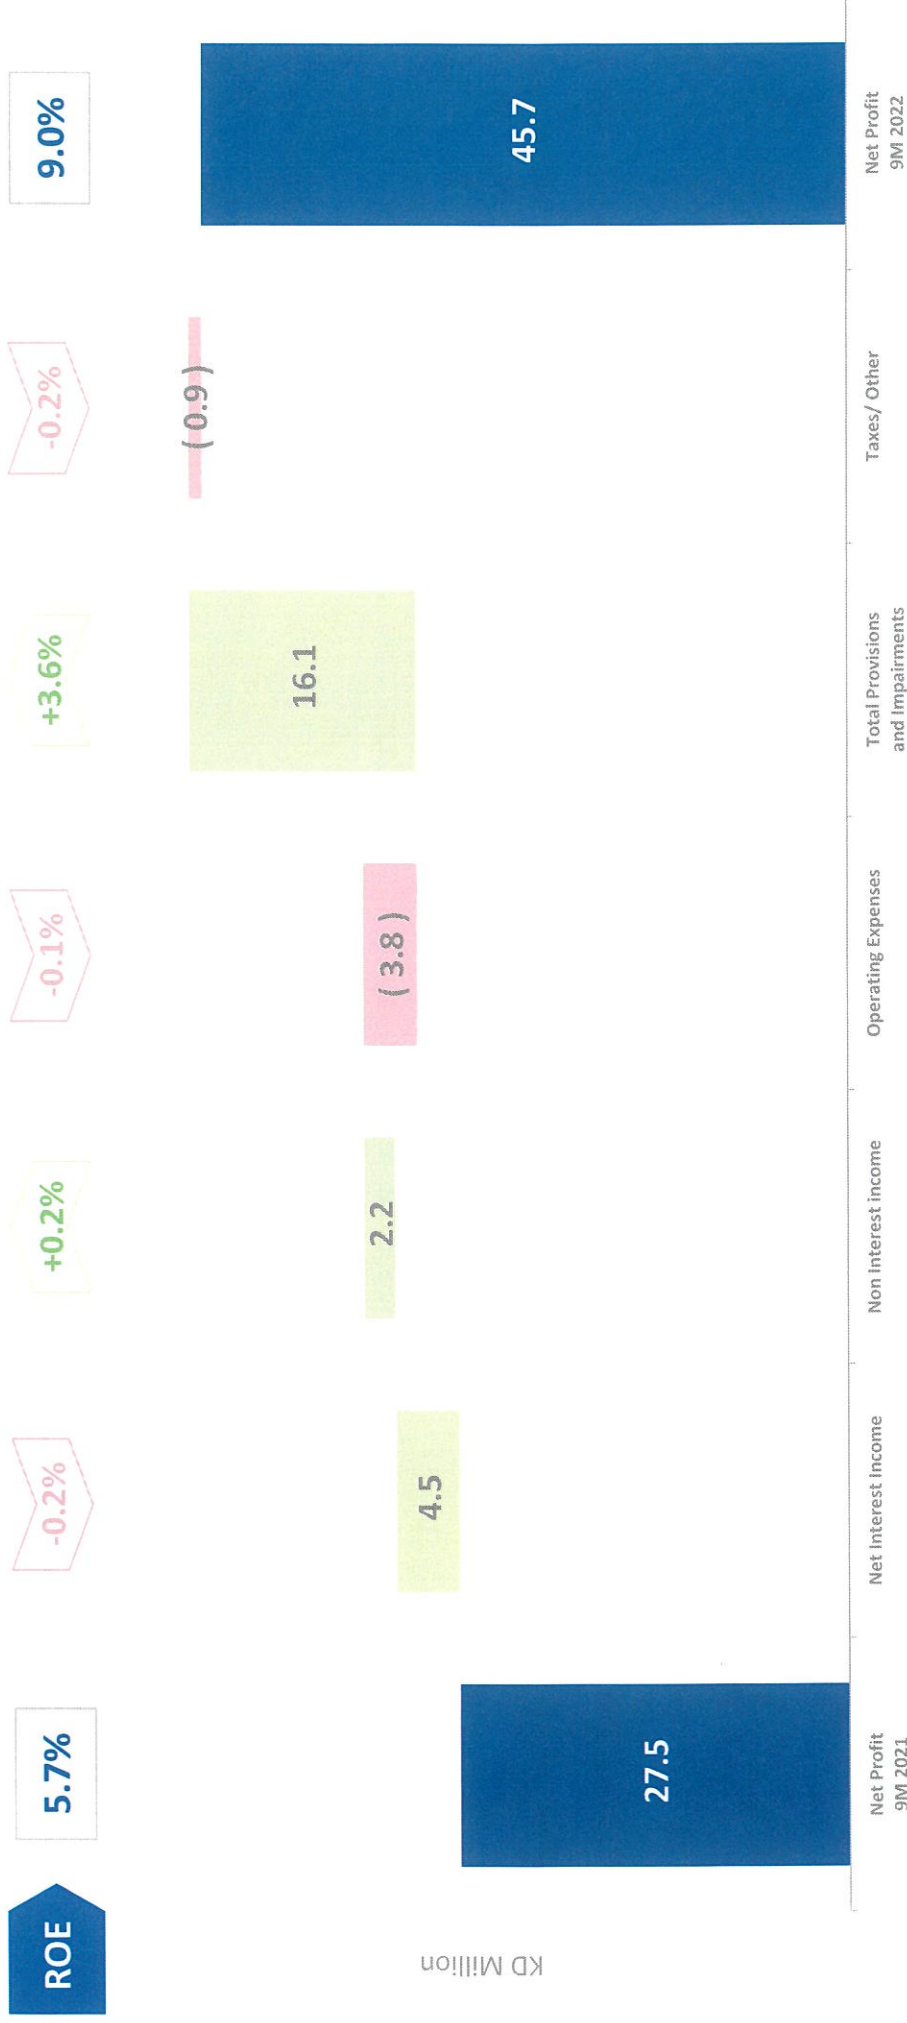 ROE
5.7%
-0.2%
+0.2%
-0.1%
+3.6%
-0.2%
9.0%
KD Million
27.5
4.5
2.2
( 3.8 )
16.1
( 0.9 )
45.7
Net Profit
9M 2021
Net Interest Income
Non Interest income
Operating Expenses
Total Provisions
and Impairments
Taxes/ Other
Net Profit
9M 2022